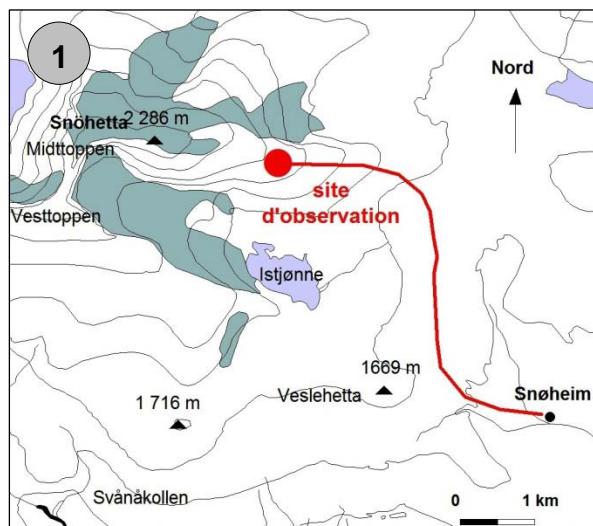 1
Nord
2 286 m
Snöhetta
Midttoppen
site
d'observation
Vesttoppen
Istjønne
1669 m
Veslehetta
Snøheim
1 716 m
Svånåkollen
0 1 km